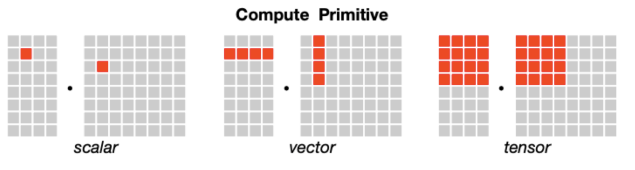 Compute Primitive
scalar
vector
tensor